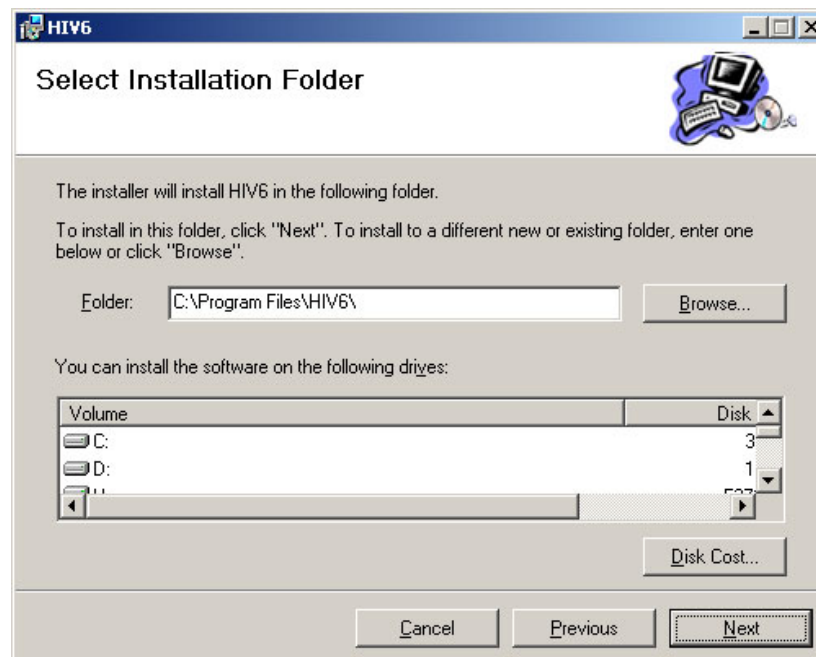 HIV6
Select Installation Folder
The installer will install HIV6 in the following folder.
To install in this folder, click "Next". To install to a different new or existing folder, enter one
below or click "Browse".
Folder: C:\Program Files\HIV6\ Browse...
You can install the software on the following drives:
Volume Disk
C: 3
D: 1
Disk Cost...
Cancel Previous Next